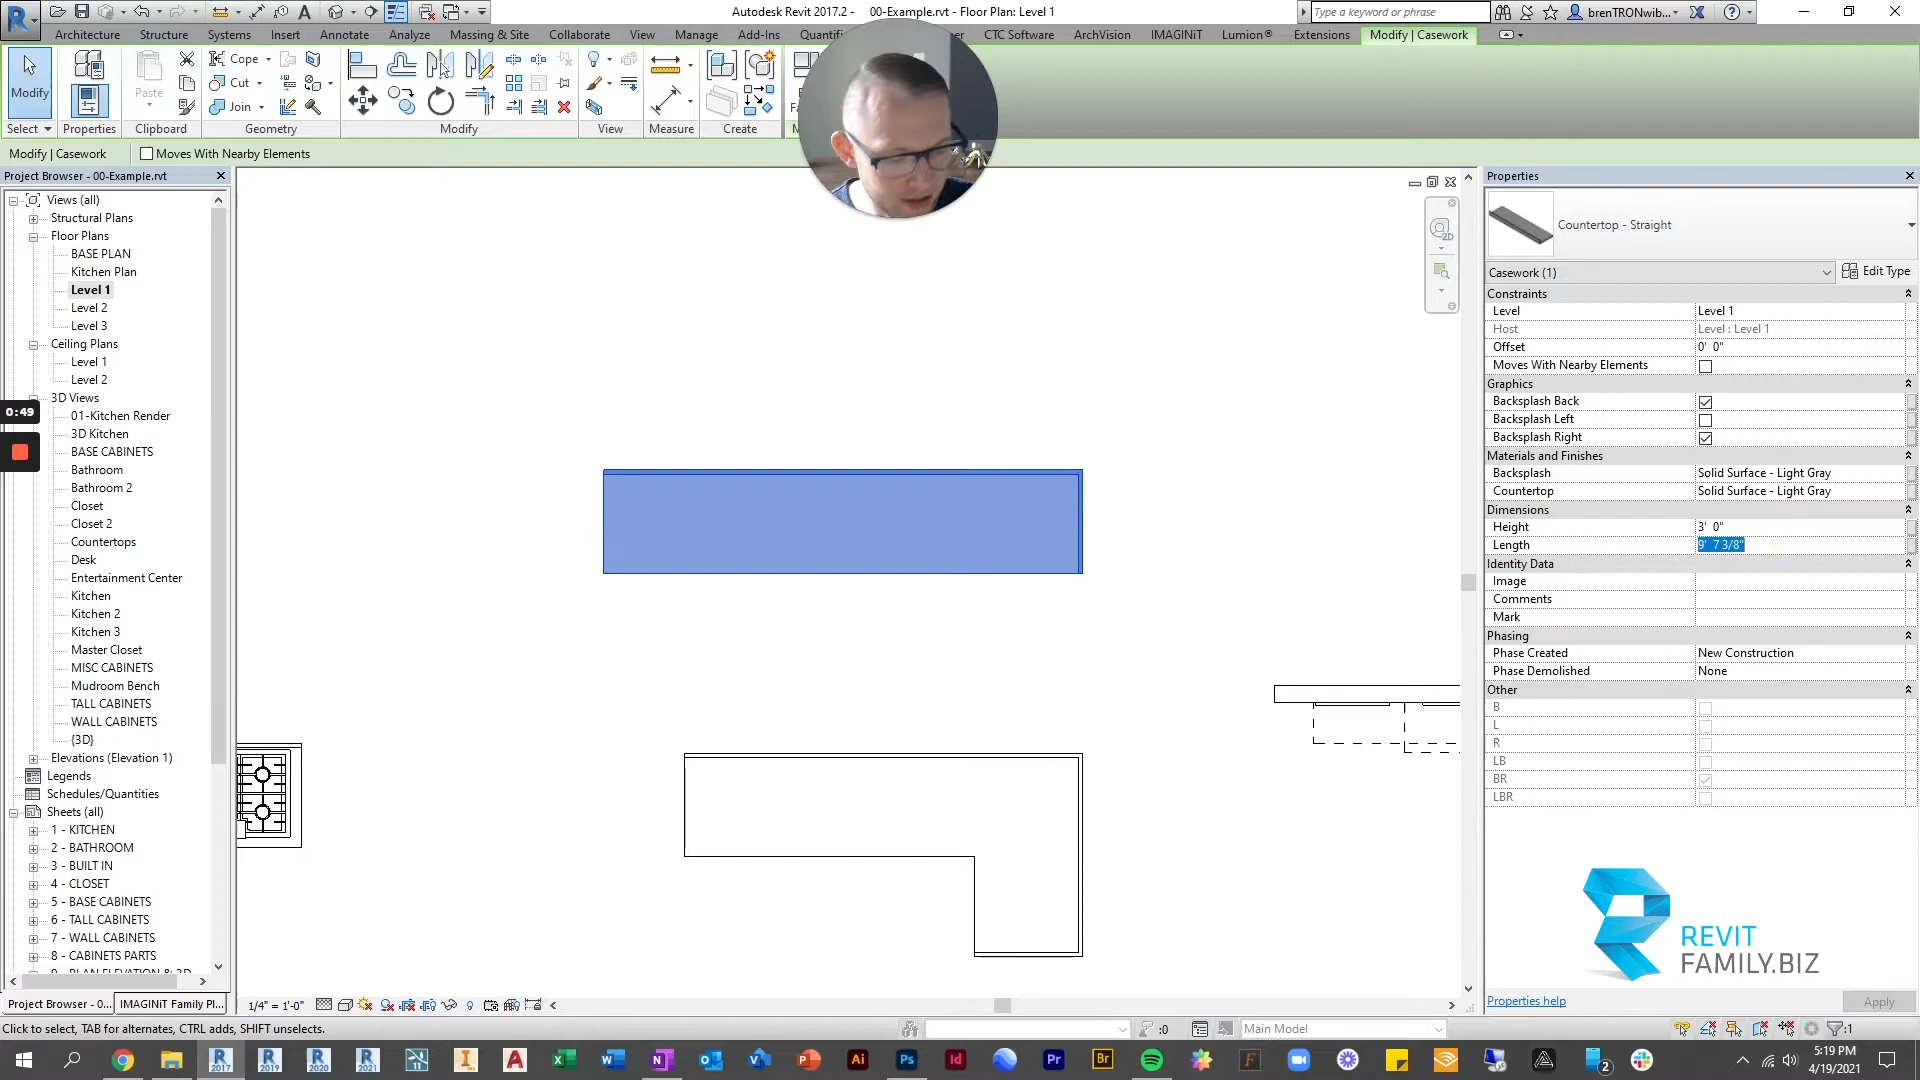 Autodesk Revit 2017.2 - 00-Example.rvt - Floor Plan: Level 1
Type a keyword or phrase
brenTRONwib...
Architecture Structure Systems Insert Annotate Analyze Massing & Site Collaborate View Manage Add-Ins CTC Software ArchVision IMAGINiT Lumion® Extensions Modify | Casework
Modify
Cope
Cut
Join
Paste
Select Properties Clipboard Geometry Modify View Measure Create
Modify | Casework
Moves With Nearby Elements
Project Browser - 00-Example.rvt
Views (all)
Structural Plans
Floor Plans
BASE PLAN
Kitchen Plan
Level 1
Level 2
Level 3
Ceiling Plans
Level 1
Level 2
3D Views
01-Kitchen Render
3D Kitchen
BASE CABINETS
Bathroom
Bathroom 2
Closet
Closet 2
Countertops
Desk
Entertainment Center
Kitchen
Kitchen 2
Kitchen 3
Master Closet
MISC CABINETS
Mudroom Bench
TALL CABINETS
WALL CABINETS
{3D}
Elevations (Elevation 1)
Legends
Schedules/Quantities
Sheets (all)
1 - KITCHEN
2 - BATHROOM
3 - BUILT IN
4 - CLOSET
5 - BASE CABINETS
6 - TALL CABINETS
7 - WALL CABINETS
8 - CABINETS PARTS
9 - PLAN ELEVATION & 3D
0:49
Project Browser - 0... IMAGINiT Family Pl...
1/4" = 1'-0"
2D
Properties
Countertop - Straight
Casework (1)
Edit Type
Constraints
Level Level 1
Host Level : Level 1
Offset 0' 0"
Moves With Nearby Elements
Graphics
Backsplash Back
Backsplash Left
Backsplash Right
Materials and Finishes
Backsplash Solid Surface - Light Gray
Countertop Solid Surface - Light Gray
Dimensions
Height 3' 0"
Length 9' 7 3/8"
Identity Data
Image
Comments
Mark
Phasing
Phase Created New Construction
Phase Demolished None
Other
B
L
R
LB
BR
LBR
REVIT
FAMILY.BIZ
Properties help
Apply
Click to select, TAB for alternates, CTRL adds, SHIFT unselects.
:0
Main Model
:1
5:19 PM
4/19/2021